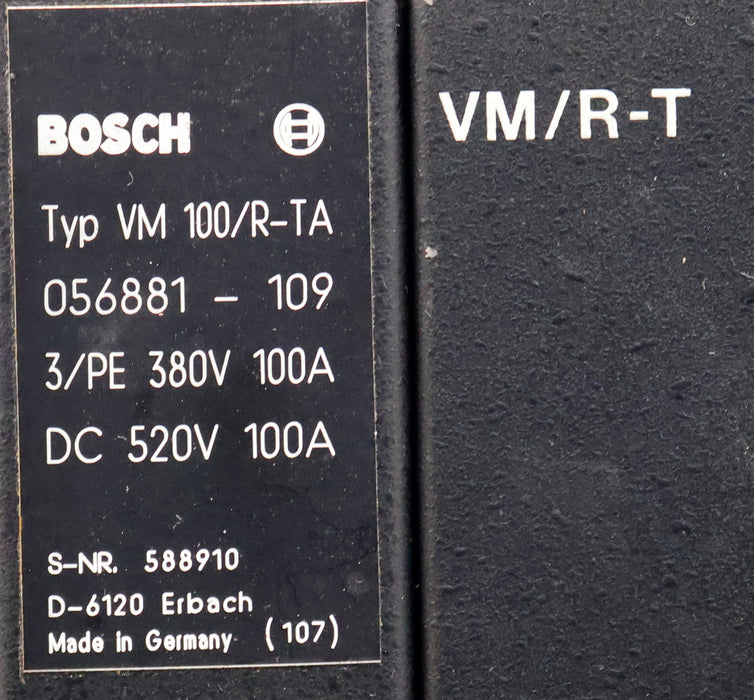 BOSCH
Typ VM 100/R-TA
056881 - 109
3/PE 380V 100A
DC 520V 100A
S-NR. 588910
D-6120 Erbach
Made in Germany (107)
VM/R-T